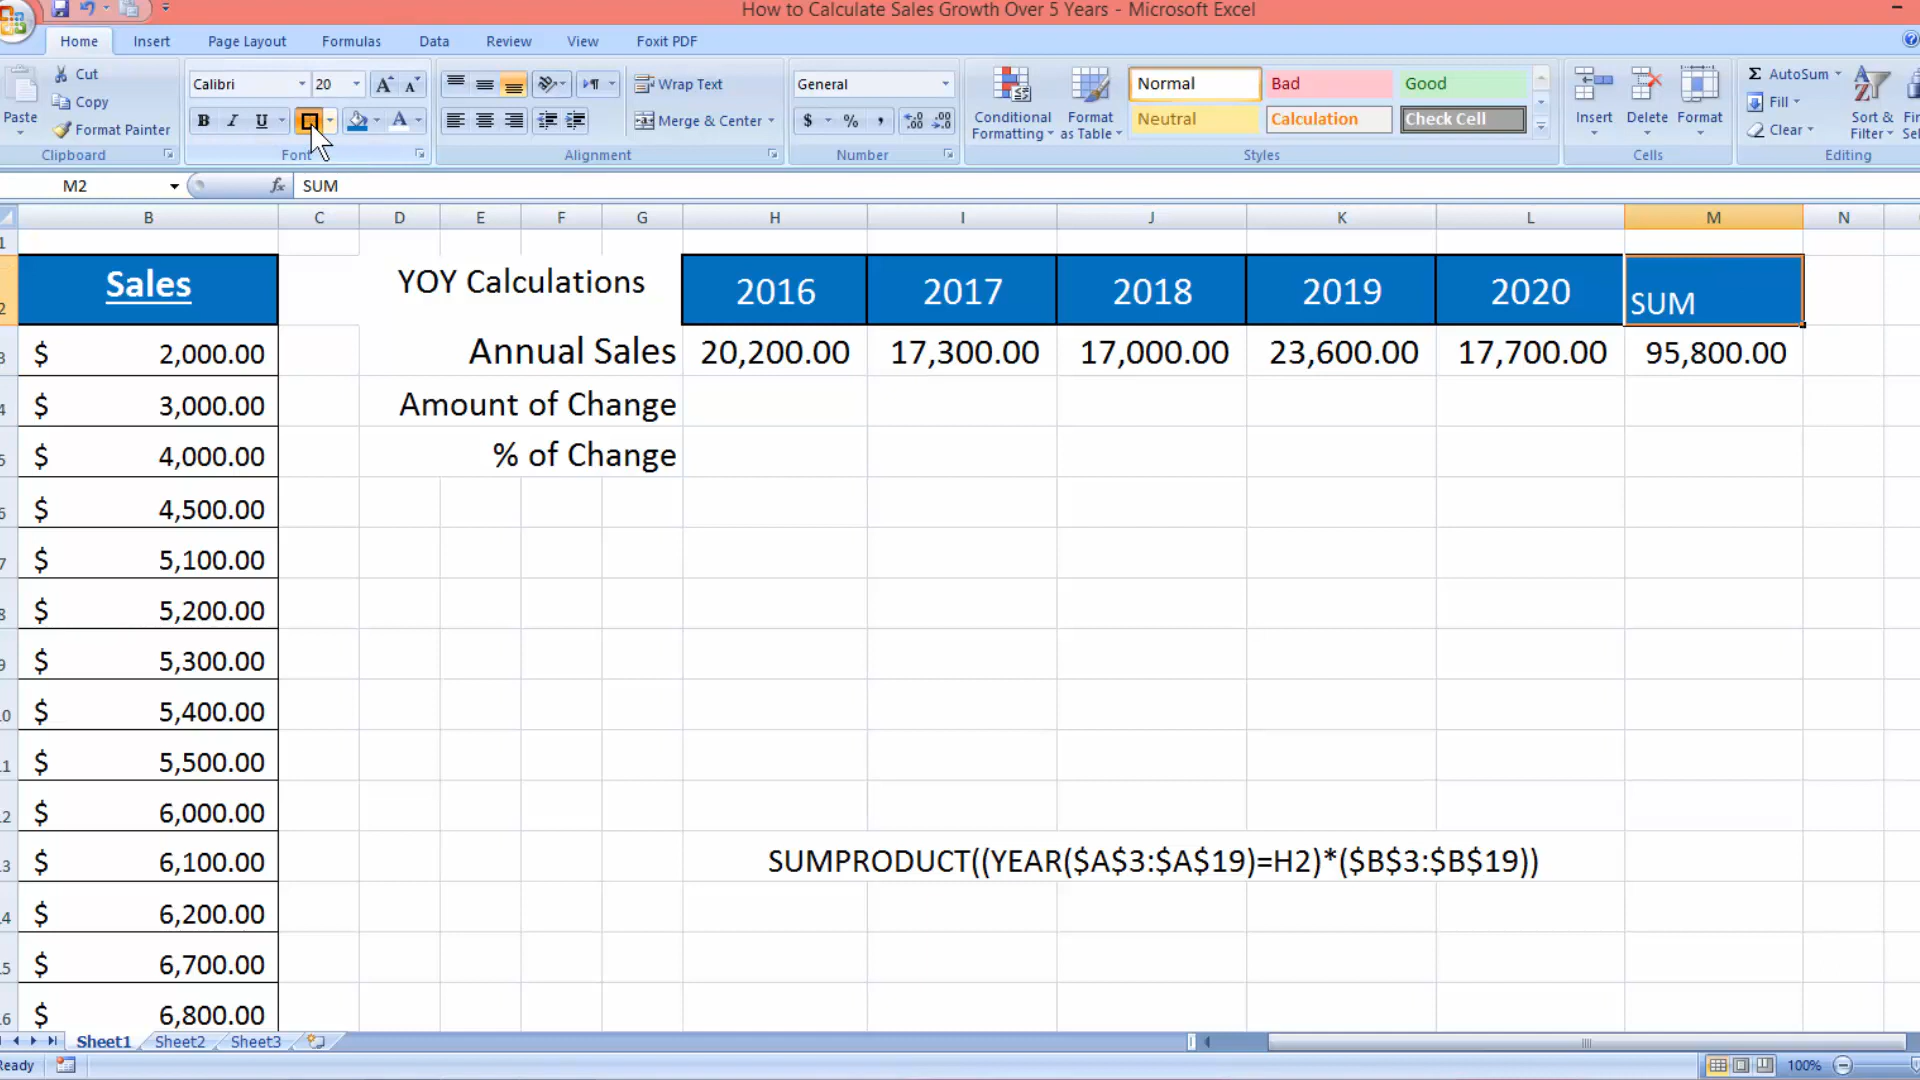 How to Calculate Sales Growth Over 5 Years - Microsoft Excel
Home Insert Page Layout Formulas Data Review View Foxit PDF
Paste
Cut
Copy
Format Painter
Clipboard
Calibri 20
B I U A
Font
Wrap Text
Merge & Center
Alignment
General
$ % ,
Number
Conditional Formatting
Format as Table
Normal Bad Good
Neutral Calculation Check Cell
Styles
Insert Delete Format
Cells
AutoSum
Fill
Clear
Sort & Filter
Editing
M2 fx SUM
B C D E F G H I J K L M N
Sales YOY Calculations 2016 2017 2018 2019 2020 SUM
$ 2,000.00 Annual Sales 20,200.00 17,300.00 17,000.00 23,600.00 17,700.00 95,800.00
$ 3,000.00 Amount of Change
$ 4,000.00 % of Change
$ 4,500.00
$ 5,100.00
$ 5,200.00
$ 5,300.00
$ 5,400.00
$ 5,500.00
$ 6,000.00
$ 6,100.00 SUMPRODUCT((YEAR($A$3:$A$19)=H2)*($B$3:$B$19))
$ 6,200.00
$ 6,700.00
$ 6,800.00
Sheet1 Sheet2 Sheet3
Ready 100%